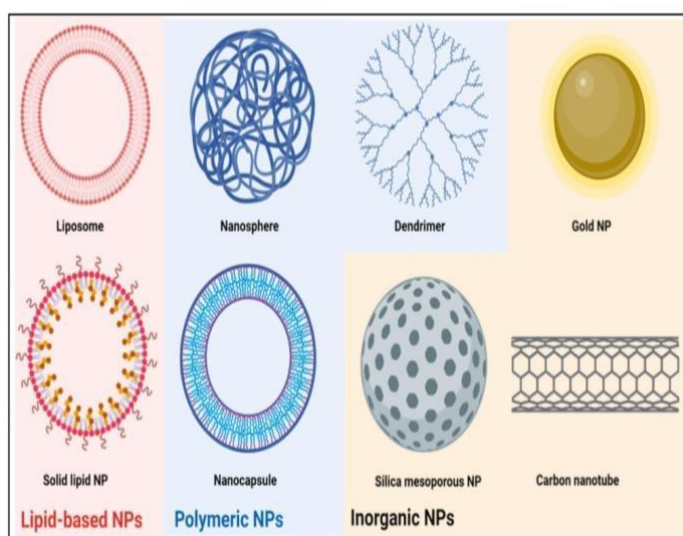 Liposome
Nanosphere
Dendrimer
Gold NP
Solid lipid NP
Nanocapsule
Silica mesoporous NP
Carbon nanotube
Lipid-based NPs
Polymeric NPs
Inorganic NPs